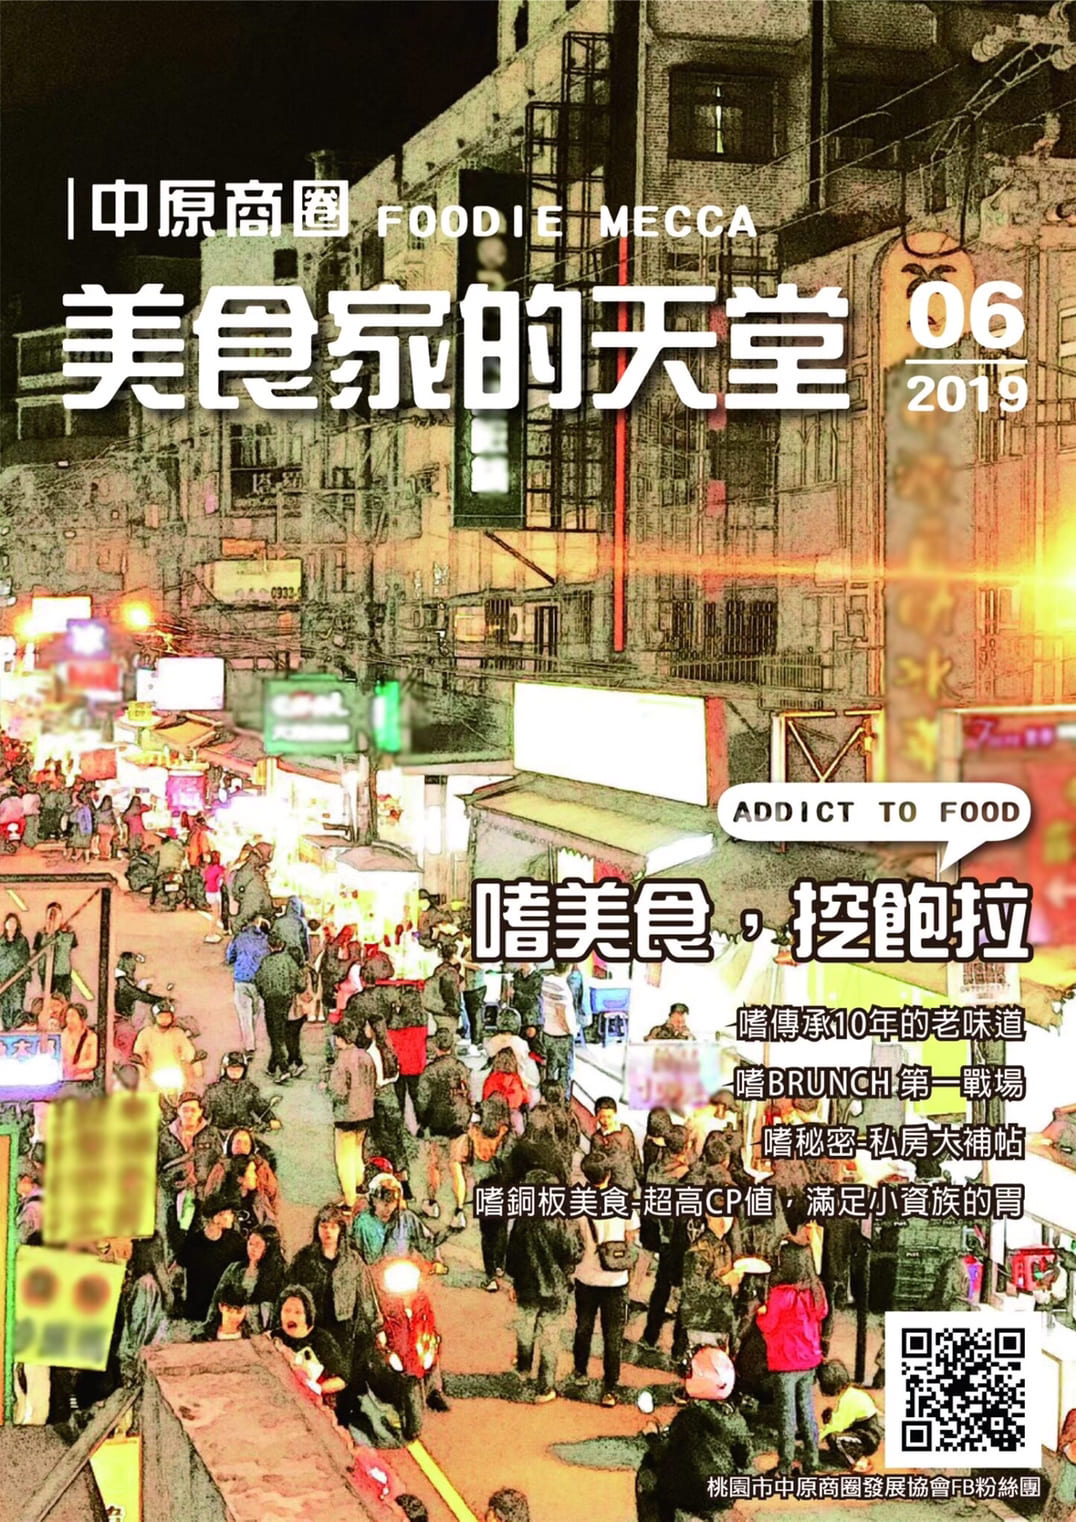 中原商圈 FOODIE MECCA
美食家的天堂
06
2019
0933-
ADDICT TO FOOD
嗜美食，挖飽拉
嗜傳承10年的老味道
嗜BRUNCH 第一戰場
嗜秘密-私房大補帖
嗜銅板美食-超高CP值，滿足小資族的胃
桃園市中原商圈發展協會FB粉絲團